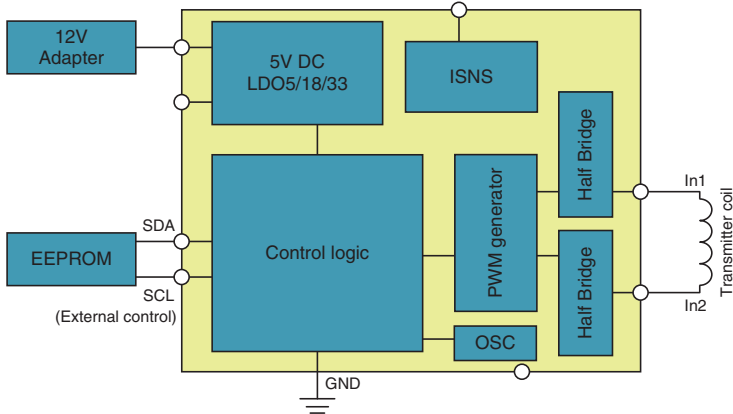 12V
Adapter
5V DC
LDO5/18/33
ISNS
Half Bridge
In1
SDA
EEPROM
SCL
(External control)
Control logic
PWM generator
Half Bridge
Transmitter coil
In2
OSC
GND